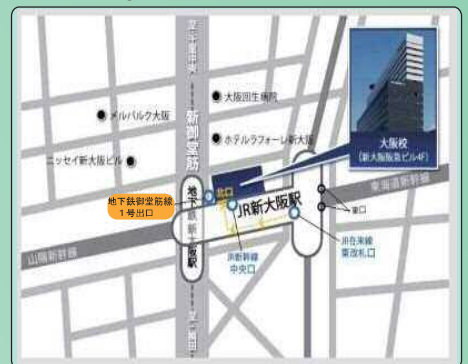 至千里中央
新御堂筋
大阪回生病院
メルパルク大阪
ホテルラフォーレ新大阪
ニッセイ新大阪ビル
大阪校
(新大阪阪急ビル4F)
東海道新幹線
地下鉄御堂筋線
1号出口
北口
地下鉄新大阪駅
JR新大阪駅
東口
JR在来線
東改札口
JR新幹線
中央口
山陽新幹線
至梅田